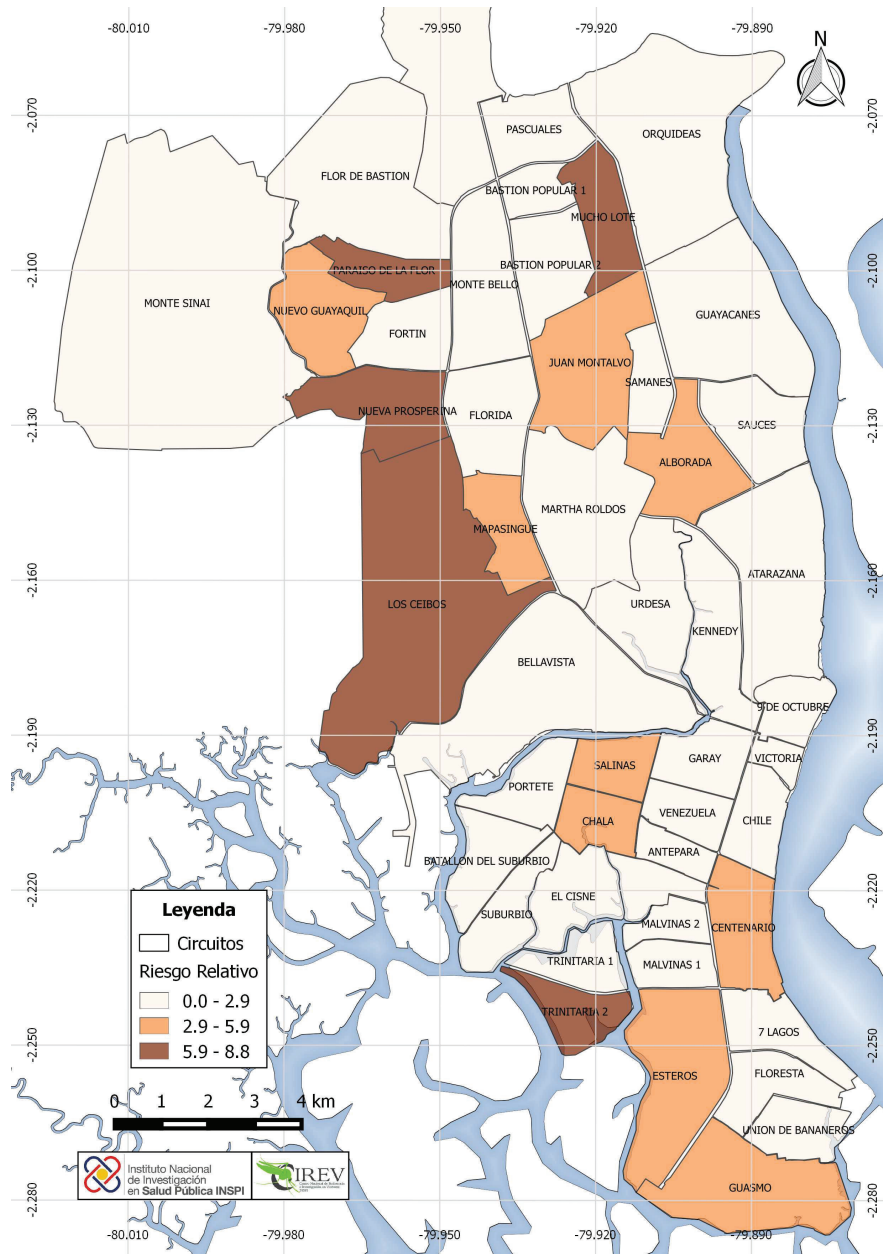 -80.010
-79.980
-79.950
-79.920
-79.890
N
-2.070
-2.070
PASCUALES
ORQUIDEAS
FLOR DE BASTION
BASTION POPULAR 1
MUCHO LOTE
-2.100
-2.100
PARAISO DE LA FLOR
BASTION POPULAR 2
MONTE BELLO
MONTE SINAI
NUEVO GUAYAQUIL
GUAYACANES
FORTIN
JUAN MONTALVO
SAMANES
-2.130
-2.130
NUEVA PROSPERINA
FLORIDA
SAUCES
ALBORADA
MARTHA ROLDOS
MAPASINGUE
-2.160
-2.160
ATARAZANA
LOS CEIBOS
URDESA
KENNEDY
BELLAVISTA
9 DE OCTUBRE
-2.190
-2.190
SALINAS
GARAY
VICTORIA
PORTETE
VENEZUELA
CHALA
CHILE
ANTEPARA
BATALLON DEL SUBURBIO
-2.220
-2.220
EL CISNE
SUBURBIO
MALVINAS 2
CENTENARIO
TRINITARIA 1
MALVINAS 1
TRINITARIA 2
7 LAGOS
-2.250
-2.250
ESTEROS
FLORESTA
UNION DE BANANEROS
GUASMO
-2.280
-2.280
Leyenda
Circuitos
Riesgo Relativo
0.0 - 2.9
2.9 - 5.9
5.9 - 8.8
0 1 2 3 4 km
Instituto Nacional
de Investigación
en Salud Pública INSPI
CIREV
-80.010
-79.980
-79.950
-79.920
-79.890